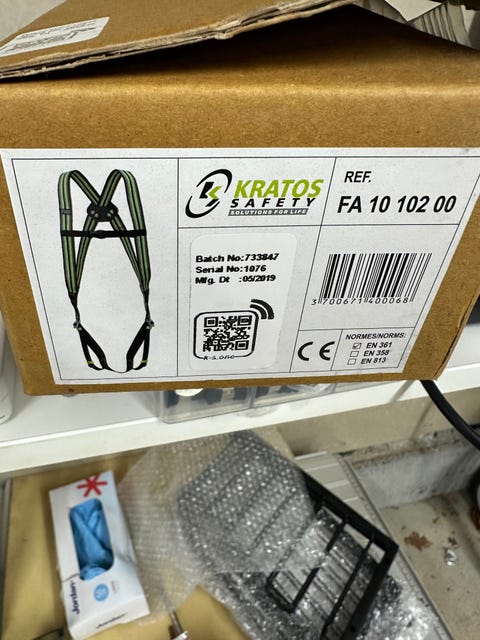 KRATOS
SAFETY
SOLUTIONS FOR LIFE
REF.
FA 10 102 00
Batch No:733847
Serial No:1076
Mfg. Dt :05/2019
k-s.one
3 700671 400068
CE
NORMES/NORMS:
EN 361
EN 358
EN 813
Jordan